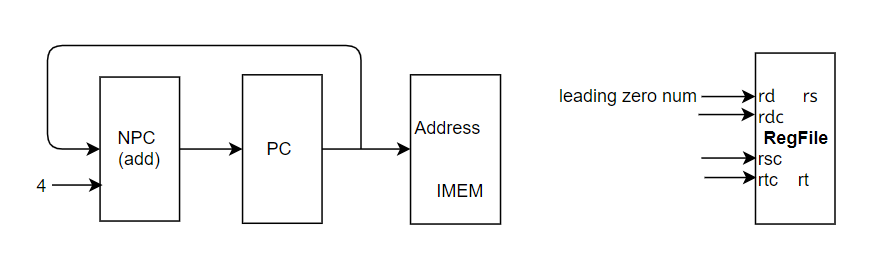 NPC
(add)
4
PC
Address
IMEM
leading zero num
rd rs
rdc
RegFile
rsc
rtc rt